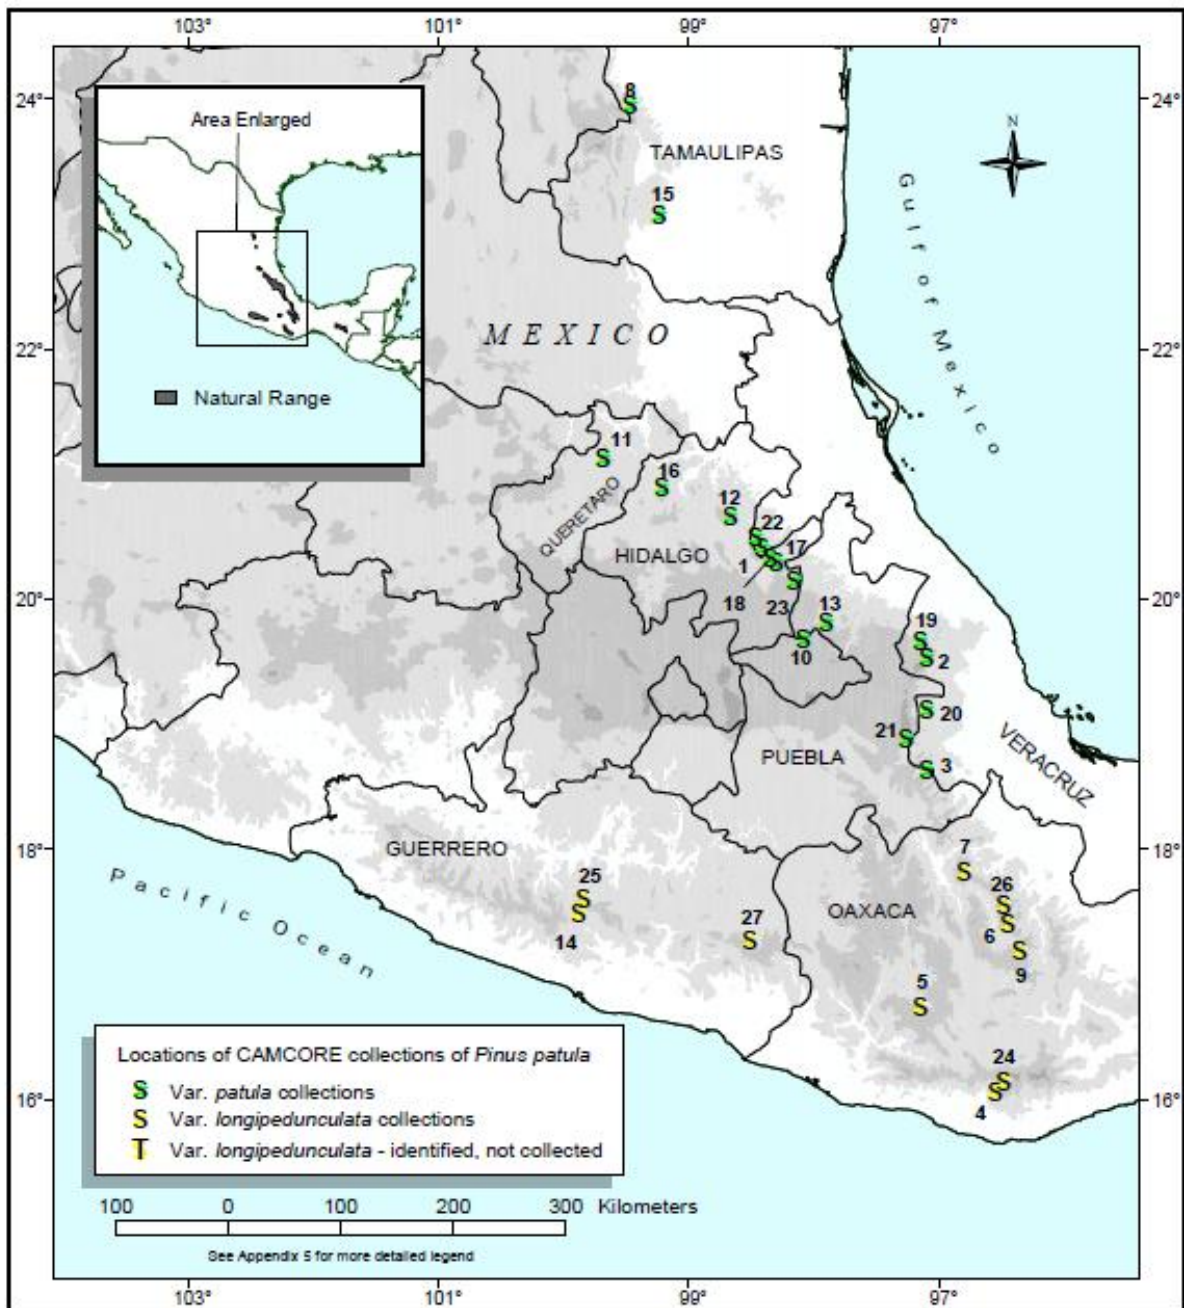 103° 101° 99° 97°
24° 24°
Area Enlarged
8
TAMAULIPAS
N
15
Gulf of Mexico
MEXICO
22° 22°
Natural Range
11
16
12
QUERETARO
22
HIDALGO
17
1
18
23
13
20° 20°
19
10
2
20
21
PUEBLA
3
VERACRUZ
GUERRERO
18° 18°
7
25
26
Pacific Ocean
OAXACA
27
14
6
9
5
Locations of CAMCORE collections of Pinus patula
S Var. patula collections
S Var. longipedunculata collections
T Var. longipedunculata - identified, not collected
24
4
16° 16°
100 0 100 200 300 Kilometers
See Appendix 5 for more detailed legend
103° 101° 99° 97°